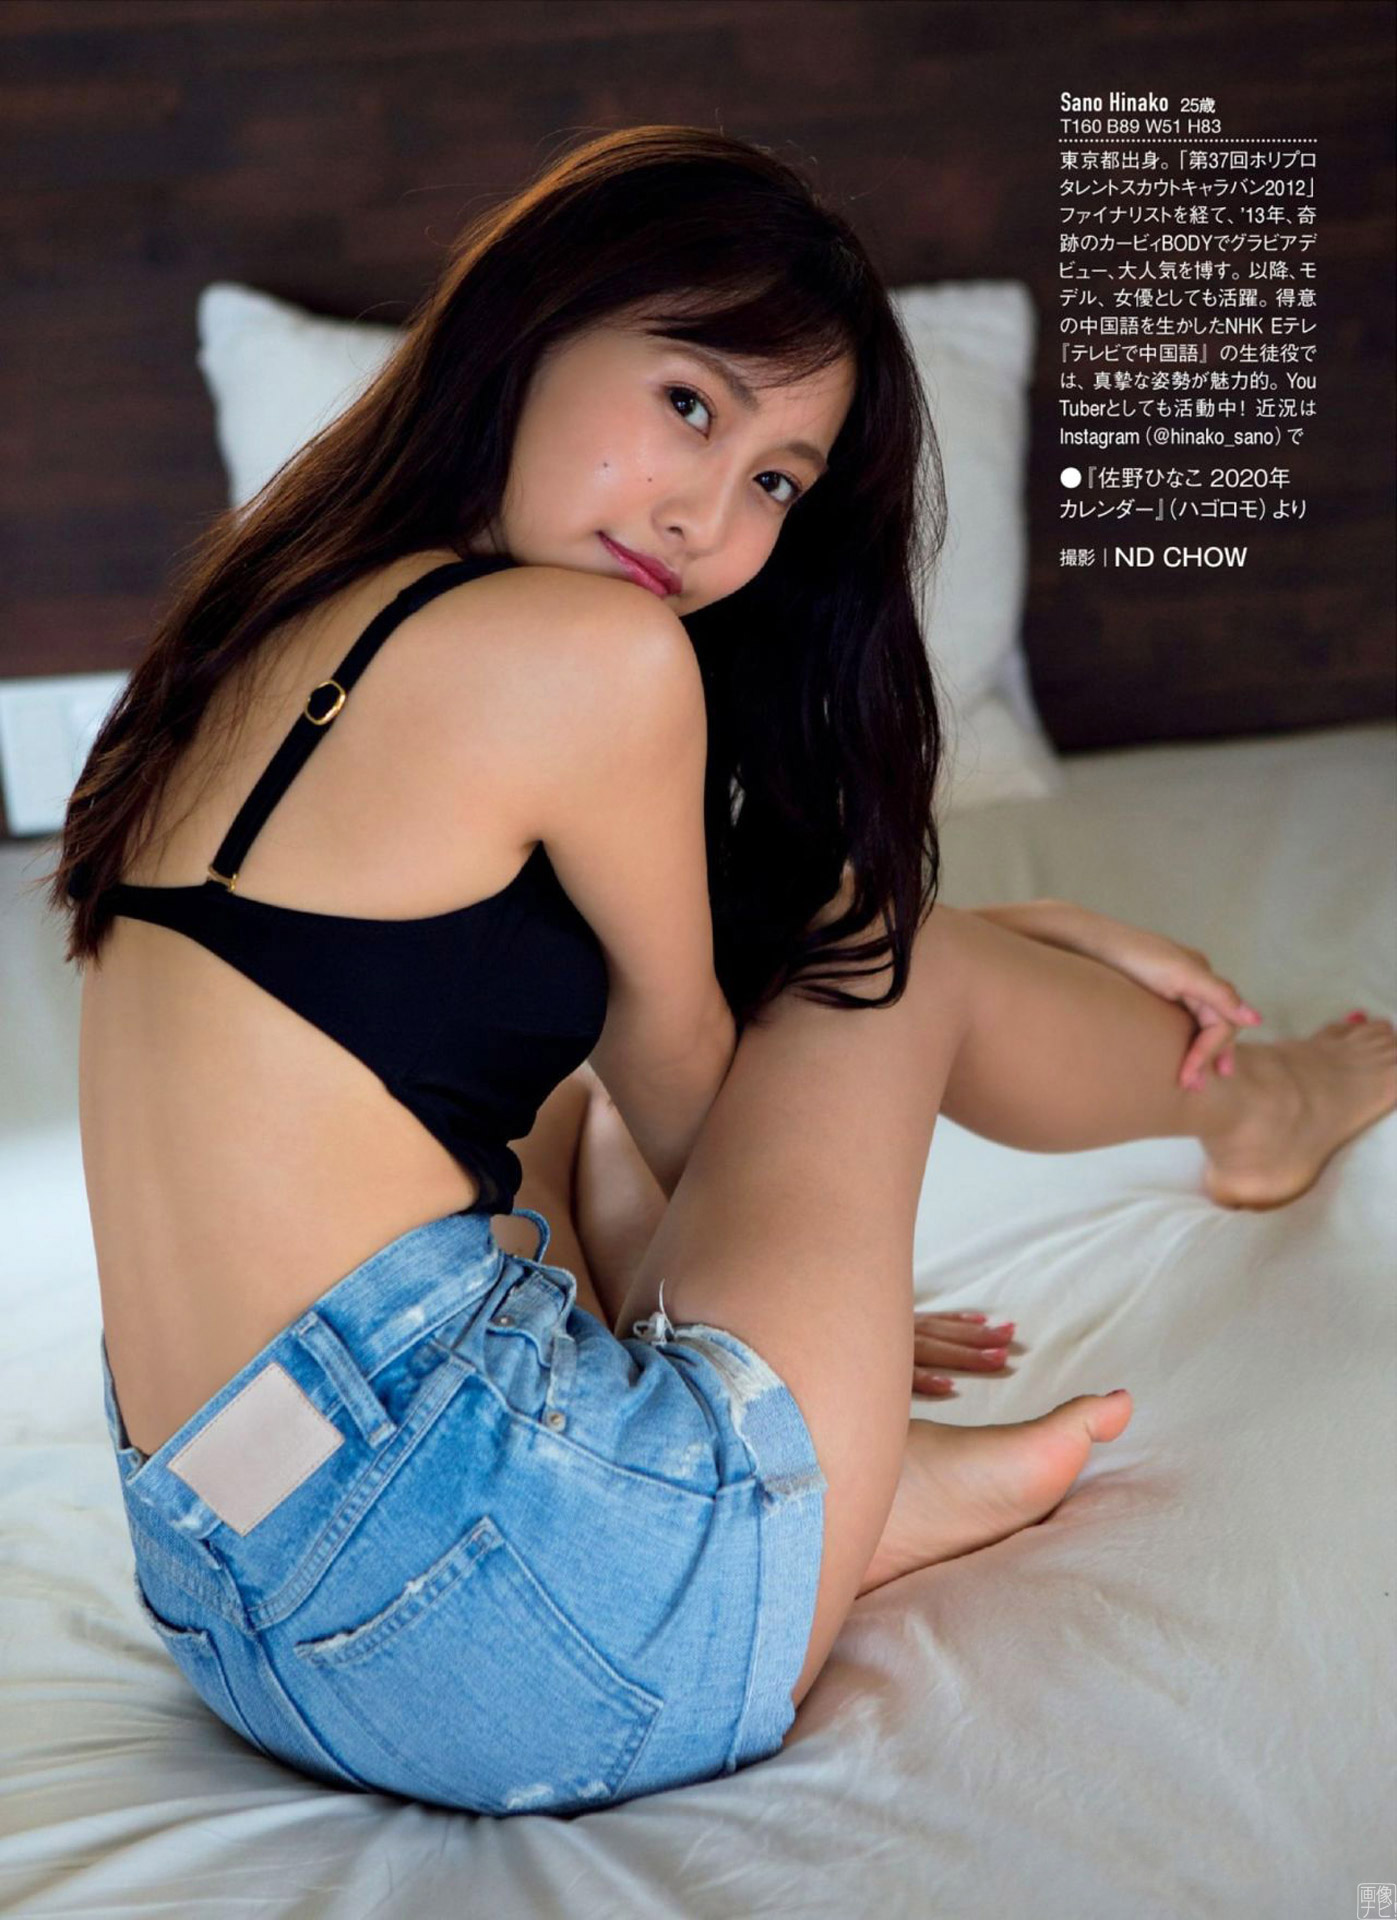 Sano Hinako 25歳
T160 B89 W51 H83
東京都出身。「第37回ホリプロ
タレントスカウトキャラバン2012」
ファイナリストを経て、'13年、奇
跡のカービィBODYでグラビアデ
ビュー、大人気を博す。以降、モ
デル、女優としても活躍。得意
の中国語を生かしたNHK Eテレ
『テレビで中国語』の生徒役で
は、真摯な姿勢が魅力的。You
Tuberとしても活動中！近況は
Instagram（@hinako_sano）で
●『佐野ひなこ 2020年
カレンダー』（ハゴロモ）より
撮影｜ND CHOW
画像
ナビ